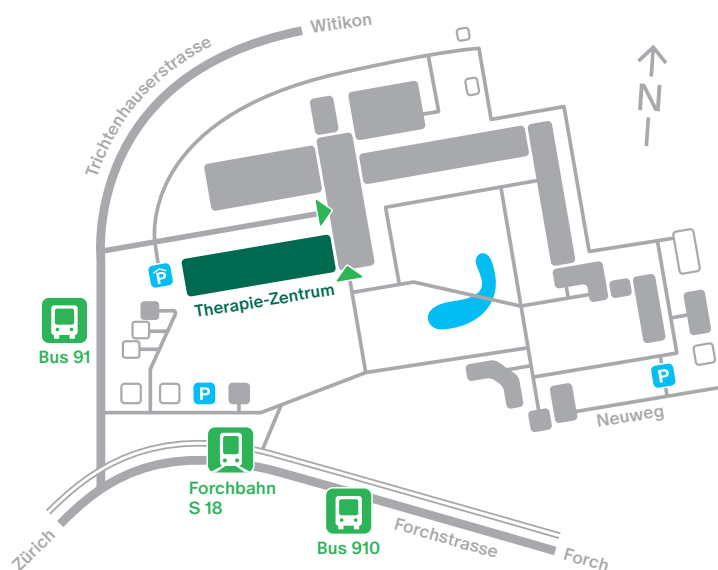 Witikon
Trichtenhauserstrasse
N
P
Therapie-Zentrum
Bus 91
P
P
Neuweg
Forchbahn
S 18
Bus 910
Forchstrasse
Zürich
Forch